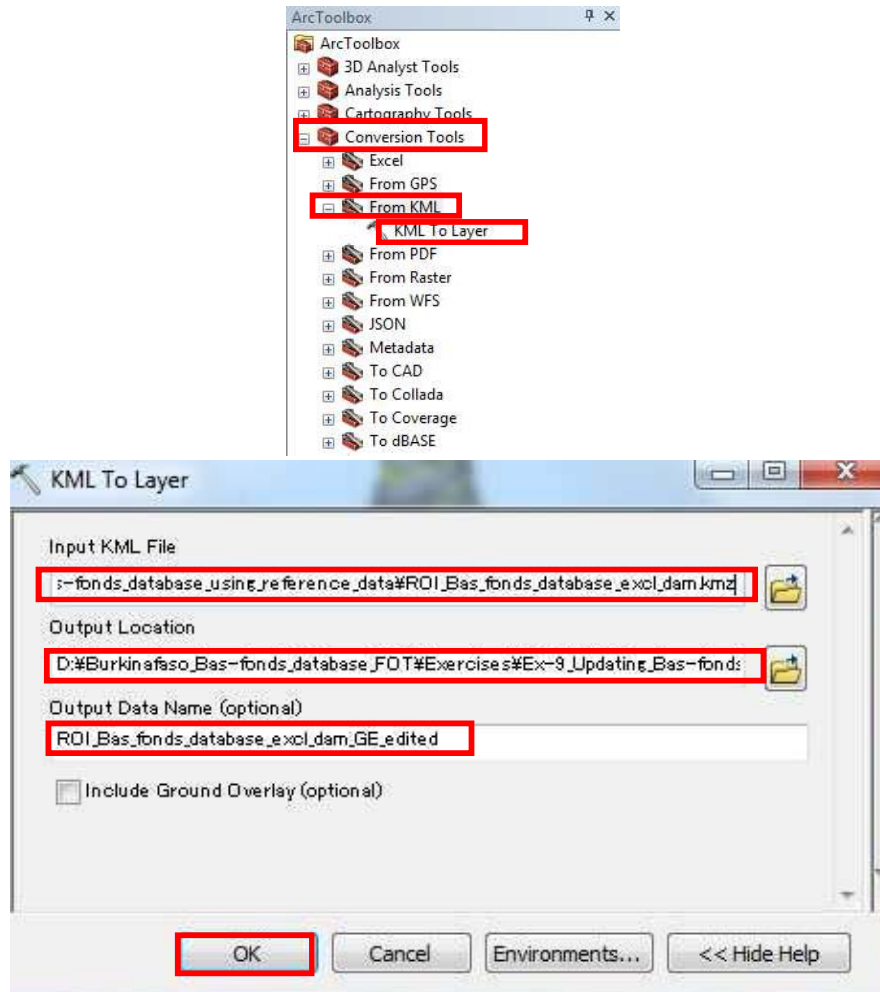 ArcToolbox
ArcToolbox
3D Analyst Tools
Analysis Tools
Cartography Tools
Conversion Tools
Excel
From GPS
From KML
KML To Layer
From PDF
From Raster
From WFS
JSON
Metadata
To CAD
To Collada
To Coverage
To dBASE
KML To Layer
Input KML File
s-fonds_database_using_reference_data¥ROI_Bas_fonds_database_excl_dam.kmz
Output Location
D:¥Burkinafaso_Bas-fonds_database_FOT¥Exercises¥Ex-9_Updating_Bas-fonds
Output Data Name (optional)
ROI_Bas_fonds_database_excl_dam_GE_edited
Include Ground Overlay (optional)
OK Cancel Environments... << Hide Help